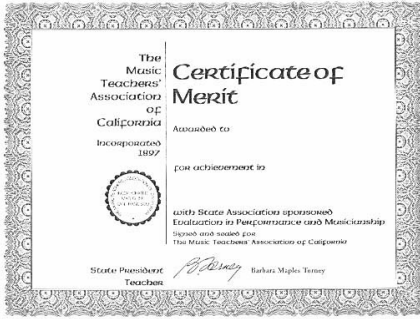 The
Music
Teachers'
Association
of
California
Incorporated
1897
Certificate of
Merit
Awarded to
for achievement in
with State Association sponsored
Evaluation in Performance and Musicianship
Signed and sealed for
The Music Teachers' Association of California
State President
Barbara Maples Terney
Teacher